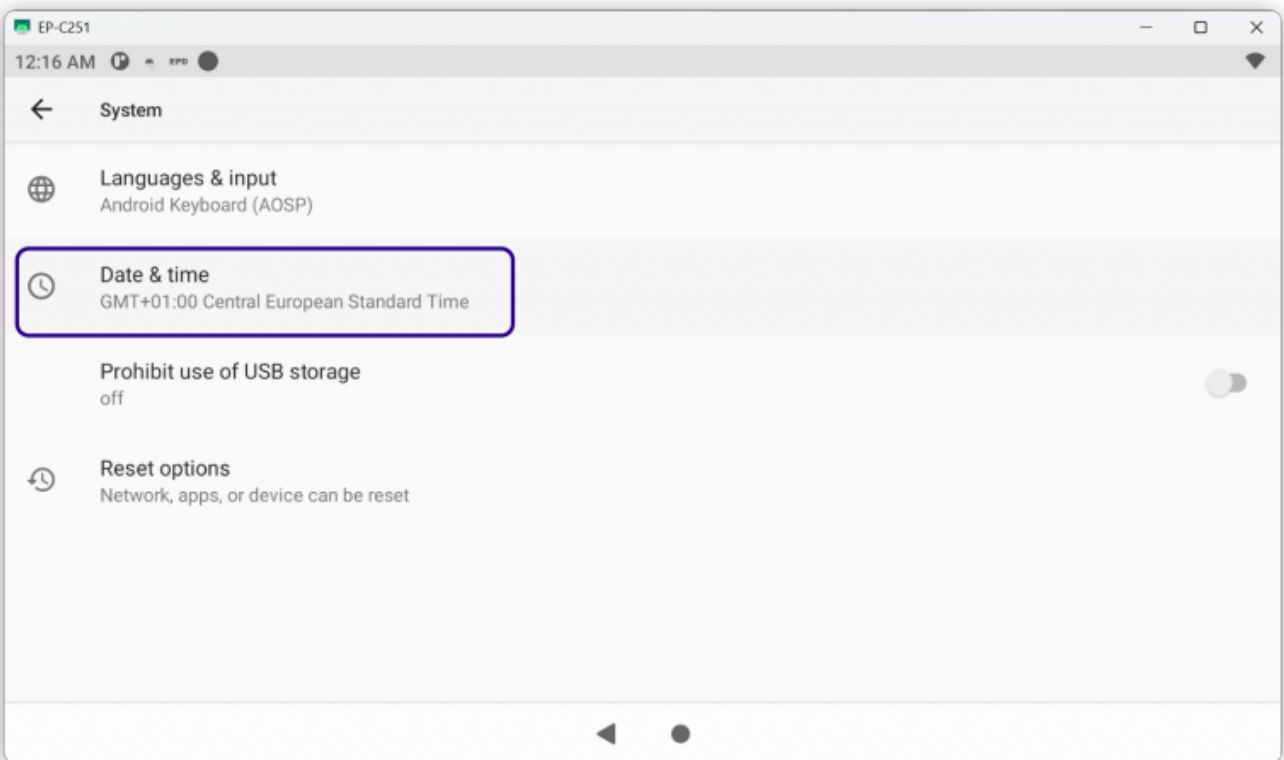 EP-C251
12:16 AM EPD
System
Languages & input
Android Keyboard (AOSP)
Date & time
GMT+01:00 Central European Standard Time
Prohibit use of USB storage
off
Reset options
Network, apps, or device can be reset